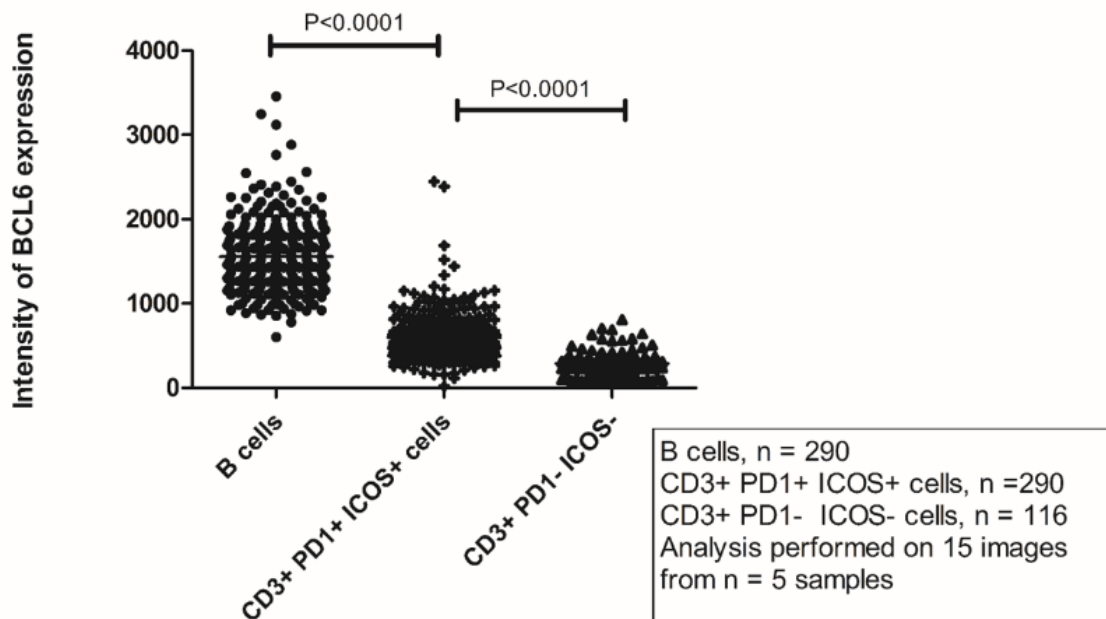 P<0.0001
P<0.0001
Intensity of BCL6 expression
4000
3000
2000
1000
0
B cells
CD3+ PD1+ ICOS+ cells
CD3+ PD1- ICOS-
B cells, n = 290
CD3+ PD1+ ICOS+ cells, n =290
CD3+ PD1- ICOS- cells, n = 116
Analysis performed on 15 images
from n = 5 samples